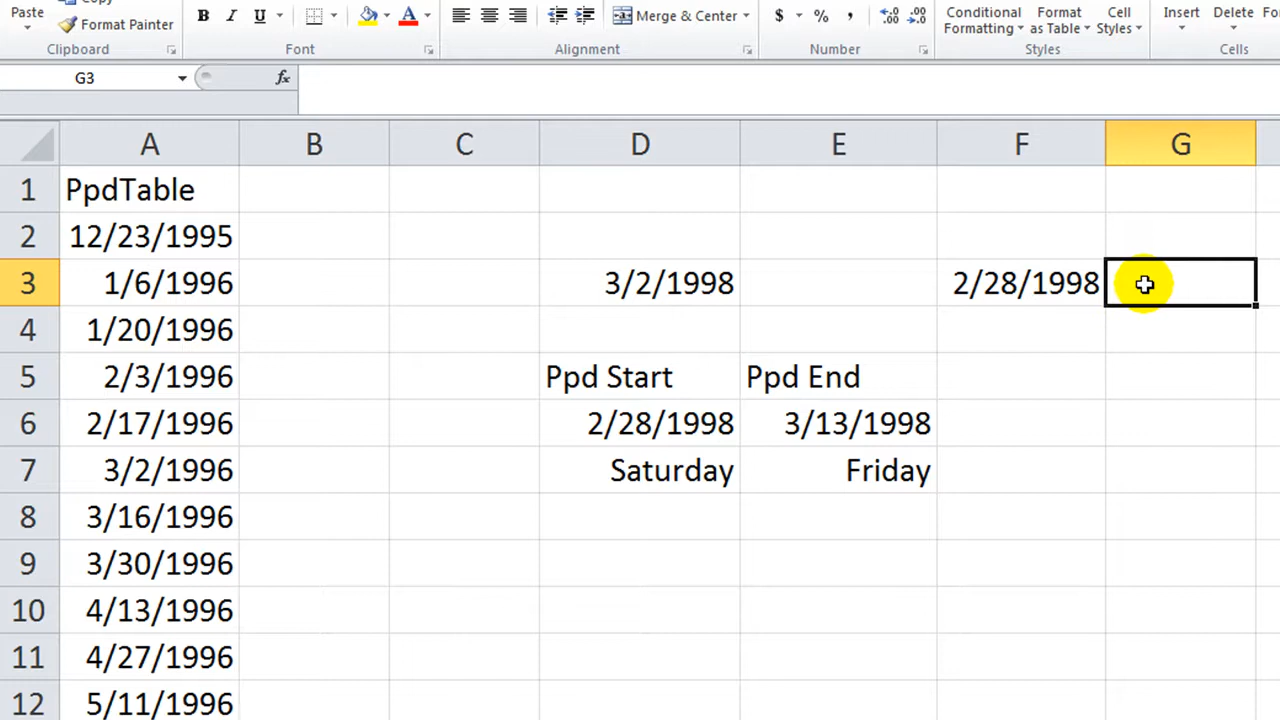 Copy
Paste
Format Painter
Clipboard
B I U A
Font
Merge & Center
Alignment
$ % ,
.00 .0
Number
Conditional Formatting
Format as Table
Cell Styles
Styles
Insert
Delete
Cells
G3
fx
A B C D E F G
1 PpdTable
2 12/23/1995
3 1/6/1996 3/2/1998 2/28/1998
4 1/20/1996
5 2/3/1996 Ppd Start Ppd End
6 2/17/1996 2/28/1998 3/13/1998
7 3/2/1996 Saturday Friday
8 3/16/1996
9 3/30/1996
10 4/13/1996
11 4/27/1996
12 5/11/1996